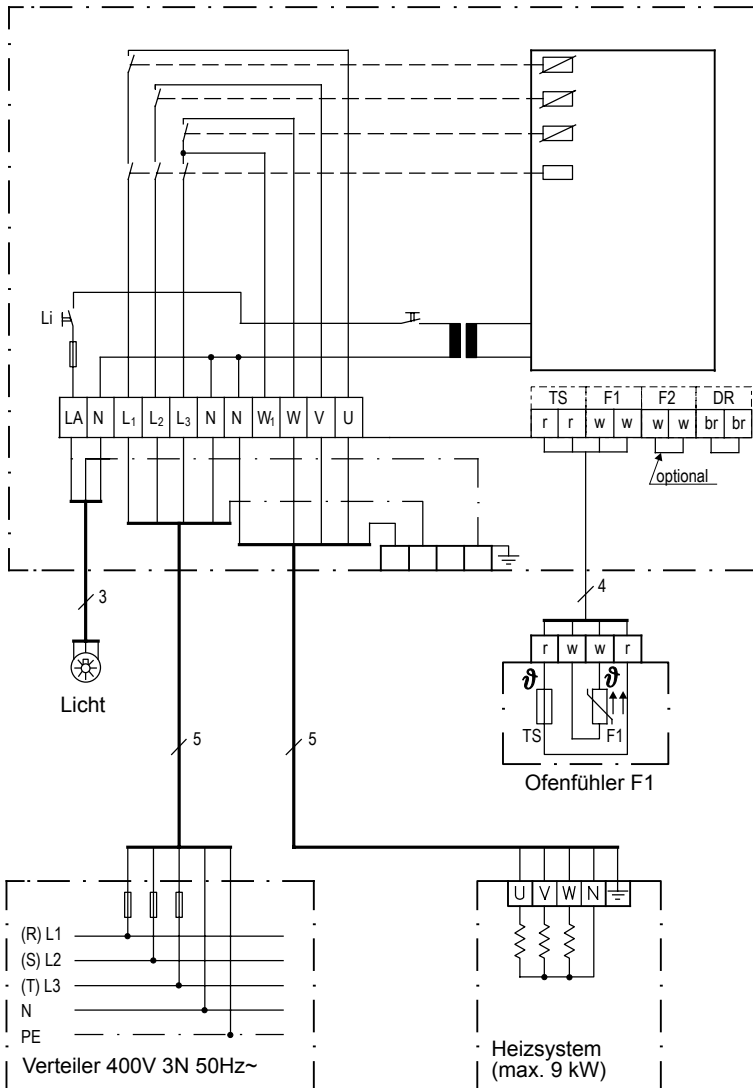 Li
LA N L1 L2 L3 N N W1 W V U
TS F1 F2 DR
r r w w w w br br
optional
3
4
Licht
r w w r
ϑ ϑ
TS F1
Ofenfühler F1
5 5
U V W N
(R) L1
(S) L2
(T) L3
N
PE
Verteiler 400V 3N 50Hz~
Heizsystem
(max. 9 kW)